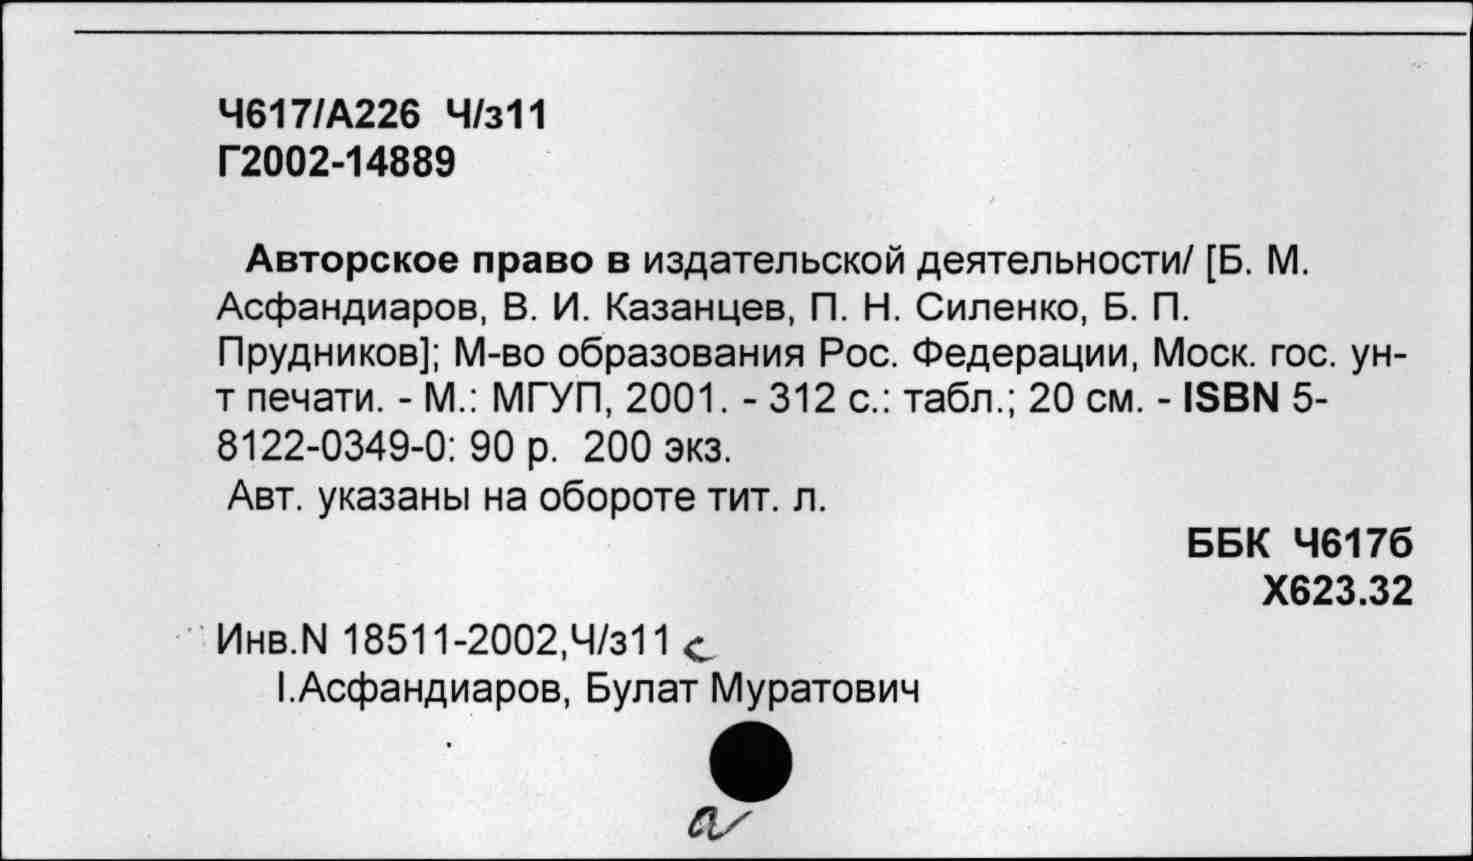 Ч617/А226 Ч/з11
Г2002-14889
Авторское право в издательской деятельности/ [Б. М.
Асфандиаров, В. И. Казанцев, П. Н. Силенко, Б. П.
Прудников]; М-во образования Рос. Федерации, Моск. гос. ун-
т печати. - М.: МГУП, 2001. - 312 с.: табл.; 20 см. - ISBN 5-
8122-0349-0: 90 р. 200 экз.
Авт. указаны на обороте тит. л.
ББК Ч617б
Х623.32
Инв.N 18511-2002,Ч/з11 с
I.Асфандиаров, Булат Муратович
а